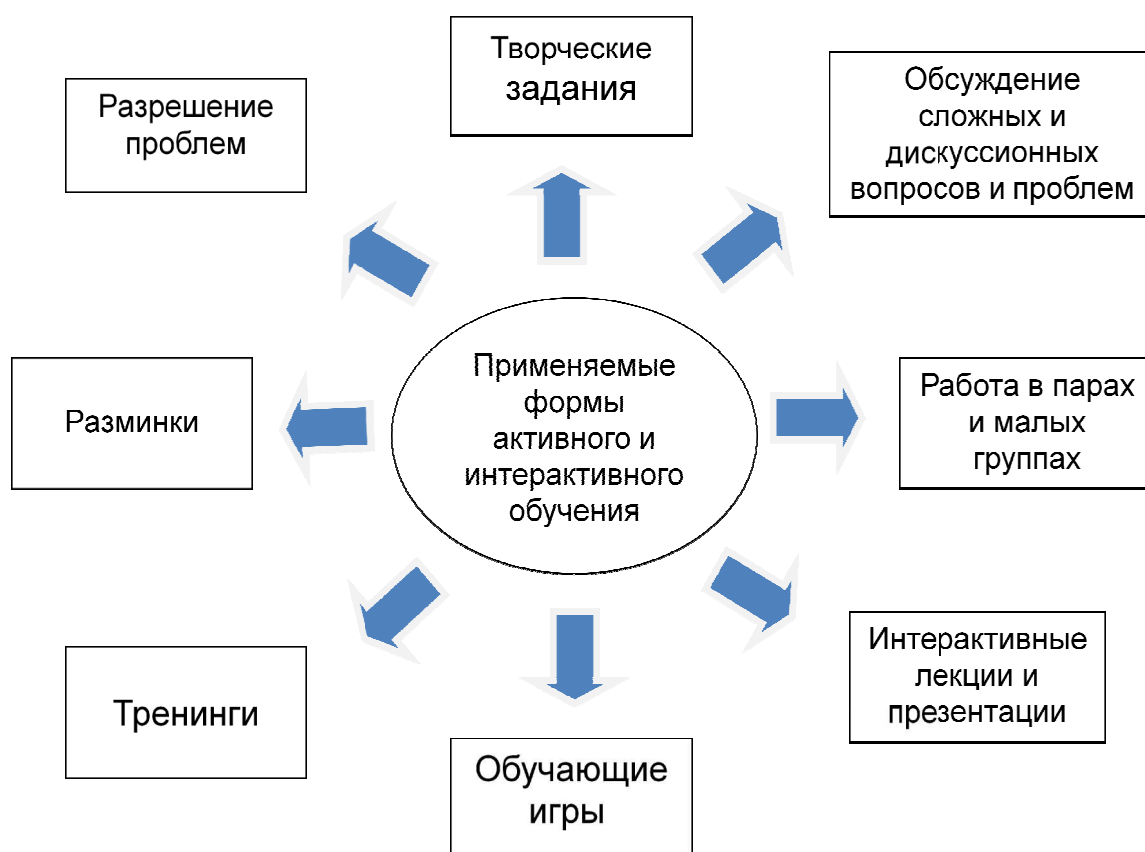 Творческие
задания
Разрешение
проблем
Обсуждение
сложных и
дискуссионных
вопросов и проблем
Применяемые
формы
активного и
интерактивного
обучения
Разминки
Работа в парах
и малых
группах
Тренинги
Обучающие
игры
Интерактивные
лекции и
презентации